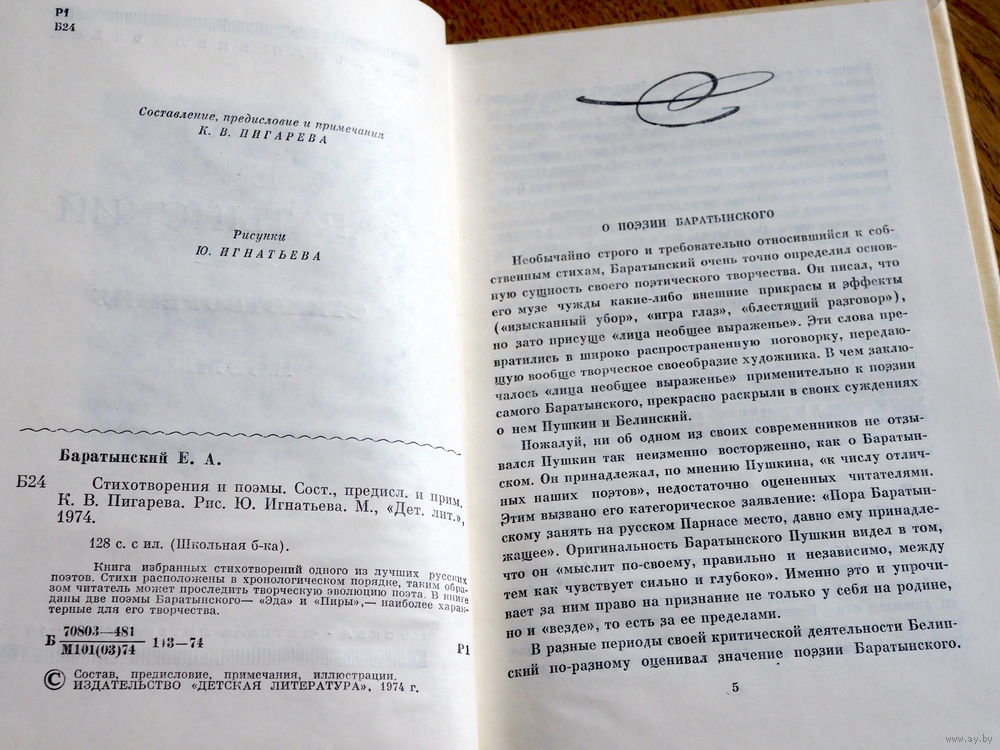 Р1
Б24
Составление, предисловие и примечания
К. В. ПИГАРЕВА
Рисунки
Ю. ИГНАТЬЕВА
Баратынский Е. А.
Б24
Стихотворения и поэмы. Сост., предисл. и прим.
К. В. Пигарева. Рис. Ю. Игнатьева. М., «Дет. лит.»,
1974.
128 с. с ил. (Школьная б-ка).
Книга избранных стихотворений одного из лучших русских
поэтов. Стихи расположены в хронологическом порядке, таким обра-
зом читатель может проследить творческую эволюцию поэта. В книге
даны две поэмы Баратынского— «Эда» и «Пиры»,— наиболее харак-
терные для его творчества.
Б 70803—481
М101(03)74 113—74
Р1
© Состав, предисловие, примечания, иллюстрации.
ИЗДАТЕЛЬСТВО «ДЕТСКАЯ ЛИТЕРАТУРА», 1974 г.
О ПОЭЗИИ БАРАТЫНСКОГО
Необычайно строго и требовательно относившийся к соб-
ственным стихам, Баратынский очень точно определил основ-
ную сущность своего поэтического творчества. Он писал, что
его музе чужды какие-либо внешние прикрасы и эффекты
(«изысканный убор», «игра глаз», «блестящий разговор»),
но зато присуще «лица необщее выраженье». Эти слова пре-
вратились в широко распространенную поговорку, передаю-
щую вообще творческое своеобразие художника. В чем заклю-
чалось «лица необщее выраженье» применительно к поэзии
самого Баратынского, прекрасно раскрыли в своих суждениях
о нем Пушкин и Белинский.
Пожалуй, ни об одном из своих современников не отзы-
вался Пушкин так неизменно восторженно, как о Баратын-
ском. Он принадлежал, по мнению Пушкина, «к числу отлич-
ных наших поэтов», недостаточно оцененных читателями.
Этим вызвано его категорическое заявление: «Пора Баратын-
скому занять на русском Парнасе место, давно ему принадле-
жащее». Оригинальность Баратынского Пушкин видел в том,
что он «мыслит по-своему, правильно и независимо, между
тем как чувствует сильно и глубоко». Именно это и упрочи-
вает за ним право на признание не только у себя на родине,
но и «везде», то есть за ее пределами.
В разные периоды своей критической деятельности Белин-
ский по-разному оценивал значение поэзии Баратынского.
5
www.ay.by